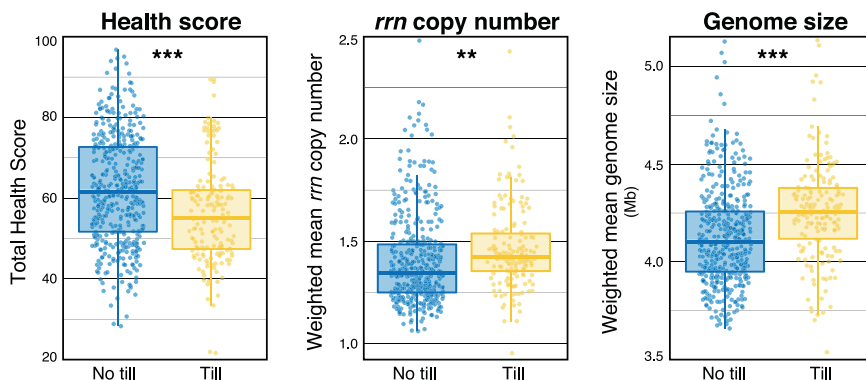 Health score
Total Health Score
100
80
60
40
20
***
No till
Till
rrn copy number
Weighted mean rrn copy number
2.5
2.0
1.5
1.0
**
No till
Till
Genome size
Weighted mean genome size
(Mb)
5.0
4.5
4.0
3.5
***
No till
Till